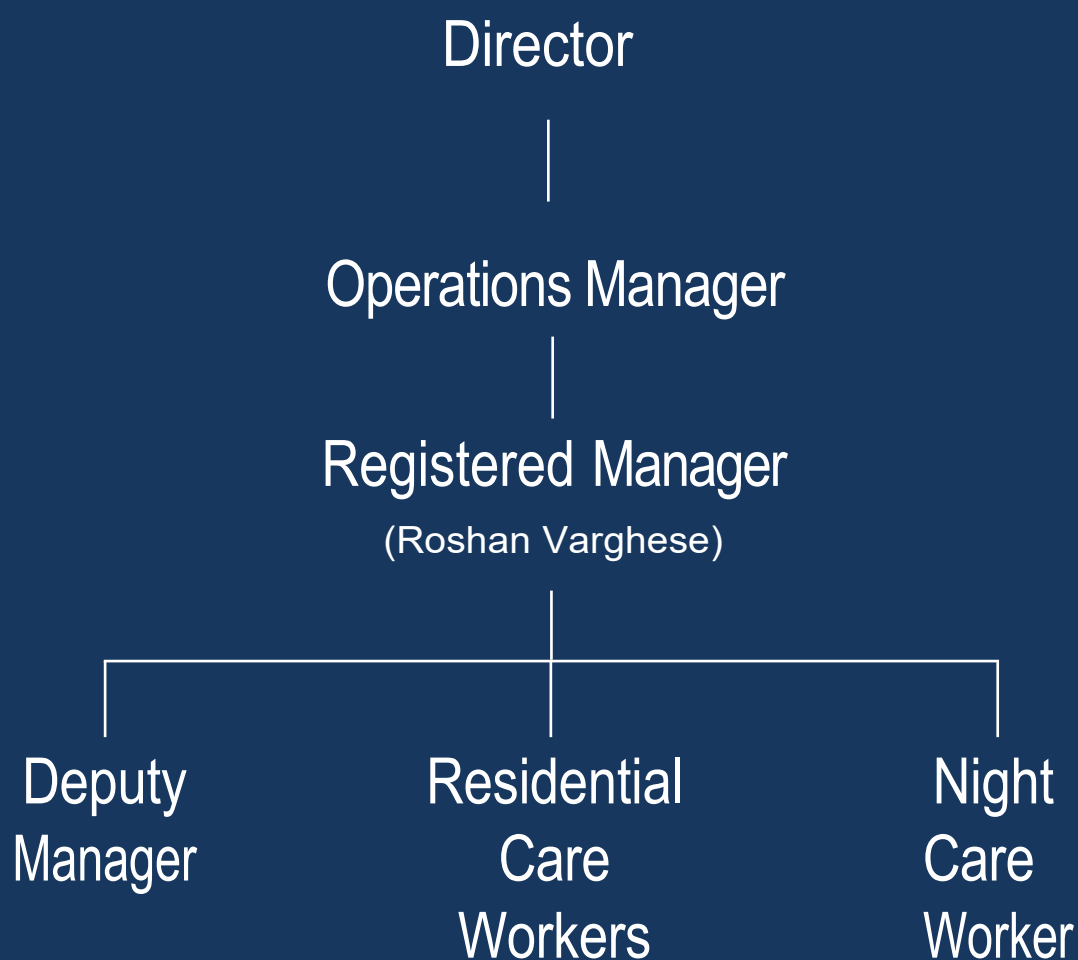 Director
Operations Manager
Registered Manager
(Roshan Varghese)
Deputy
Manager
Residential
Care
Workers
Night
Care
Worker